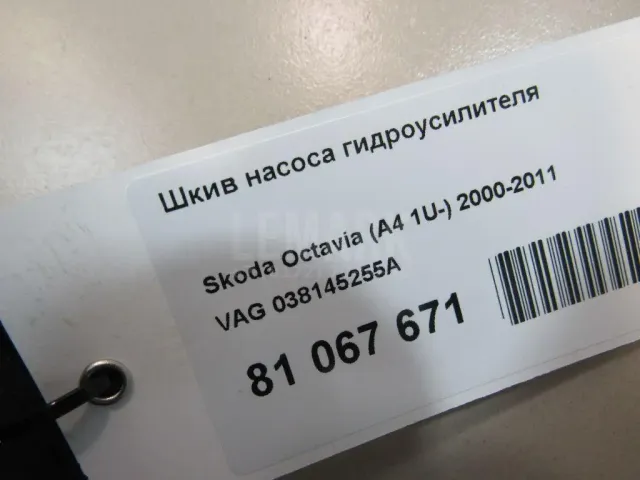 Шкив насоса гидроусилителя
Skoda Octavia (A4 1U-) 2000-2011
VAG 038145255A
81 067 671